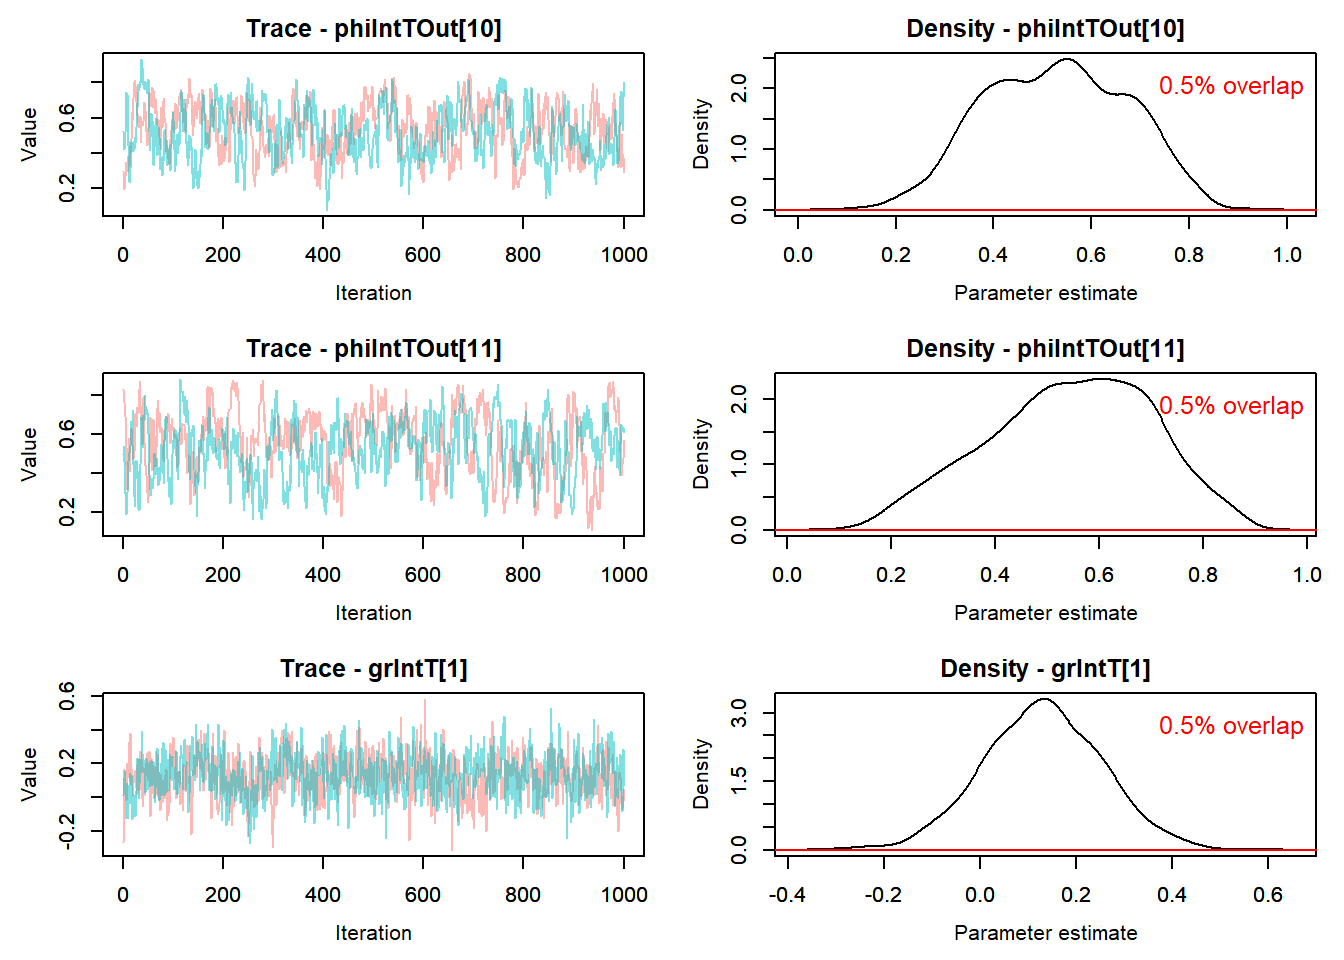 Trace - phiIntTOut[10]
Value
0.2 0.6
0 200 400 600 800 1000
Iteration
Density - phiIntTOut[10]
0.5% overlap
Density
0.0 1.0 2.0
0.0 0.2 0.4 0.6 0.8 1.0
Parameter estimate
Trace - phiIntTOut[11]
Value
0.2 0.6
0 200 400 600 800 1000
Iteration
Density - phiIntTOut[11]
0.5% overlap
Density
0.0 1.0 2.0
0.0 0.2 0.4 0.6 0.8 1.0
Parameter estimate
Trace - grIntT[1]
Value
-0.2 0.2 0.6
0 200 400 600 800 1000
Iteration
Density - grIntT[1]
0.5% overlap
Density
0.0 1.5 3.0
-0.4 -0.2 0.0 0.2 0.4 0.6
Parameter estimate